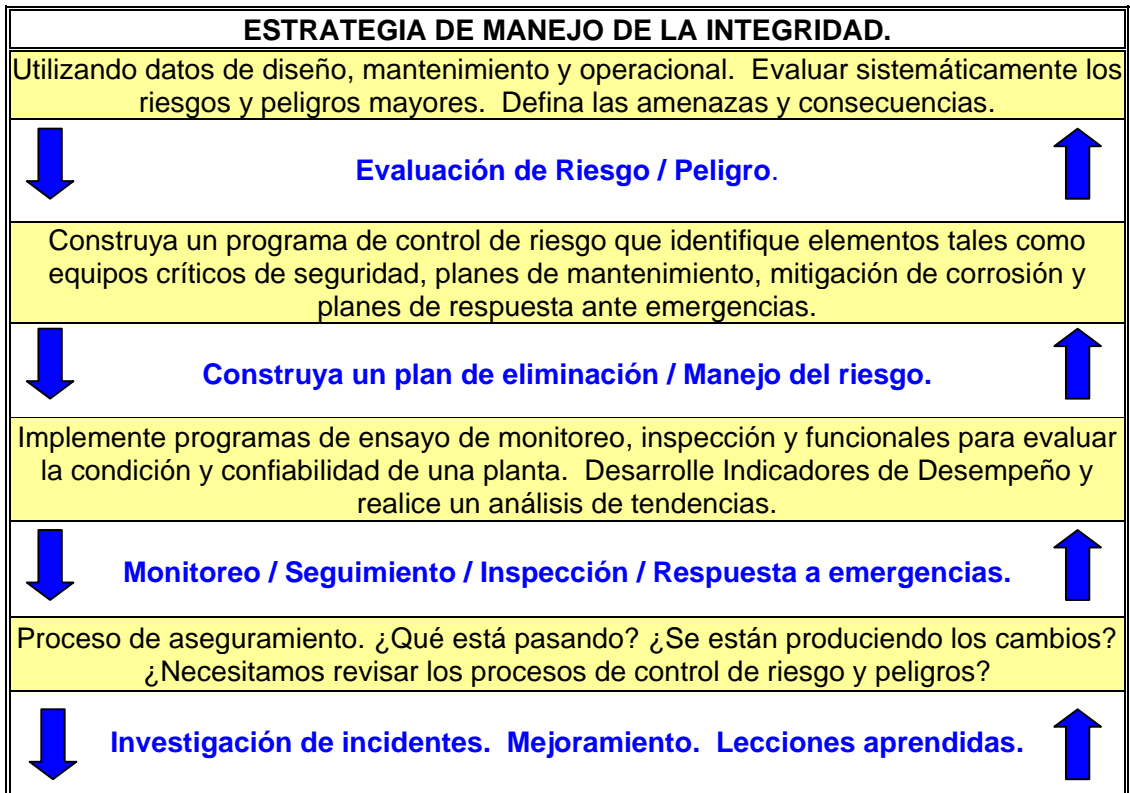 ESTRATEGIA DE MANEJO DE LA INTEGRIDAD.
Utilizando datos de diseño, mantenimiento y operacional. Evaluar sistemáticamente los
riesgos y peligros mayores. Defina las amenazas y consecuencias.
Evaluación de Riesgo / Peligro.
Construya un programa de control de riesgo que identifique elementos tales como
equipos críticos de seguridad, planes de mantenimiento, mitigación de corrosión y
planes de respuesta ante emergencias.
Construya un plan de eliminación / Manejo del riesgo.
Implemente programas de ensayo de monitoreo, inspección y funcionales para evaluar
la condición y confiabilidad de una planta. Desarrolle Indicadores de Desempeño y
realice un análisis de tendencias.
Monitoreo / Seguimiento / Inspección / Respuesta a emergencias.
Proceso de aseguramiento. ¿Qué está pasando? ¿Se están produciendo los cambios?
¿Necesitamos revisar los procesos de control de riesgo y peligros?
Investigación de incidentes. Mejoramiento. Lecciones aprendidas.